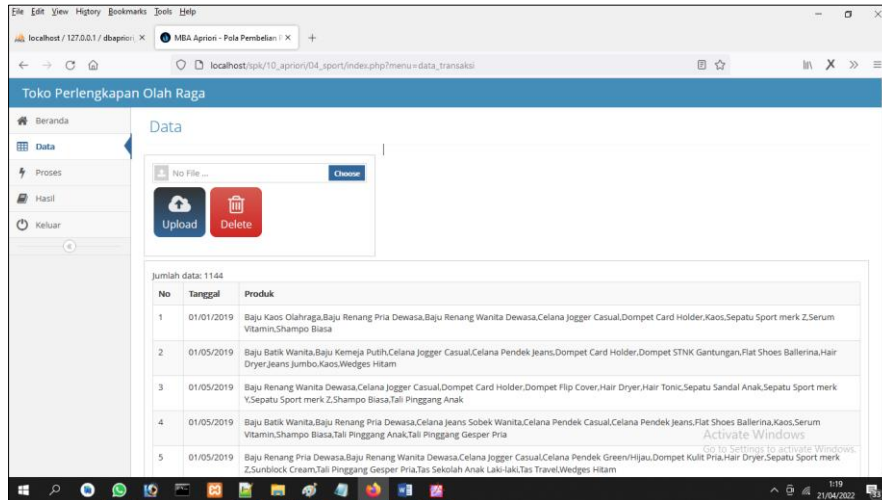 File Edit View History Bookmarks Tools Help
localhost / 127.0.0.1 / dbapriori
MBA Apriori - Pola Pembelian P
localhost/spk/10_apriori/04_sport/index.php?menu=data_transaksi
Toko Perlengkapan Olah Raga
Beranda
Data
Proses
Hasil
Keluar
Data
No File ...
Choose
Upload
Delete
Jumlah data: 1144
No Tanggal Produk
1 01/01/2019 Baju Kaos Olahraga,Baju Renang Pria Dewasa,Baju Renang Wanita Dewasa,Celana Jogger Casual,Dompet Card Holder,Kaos,Sepatu Sport merk Z,Serum
Vitamin,Shampo Biasa
2 01/05/2019 Baju Batik Wanita,Baju Kemeja Putih,Celana Jogger Casual,Celana Pendek Jeans,Dompet Card Holder,Dompet STNK Gantungan,Flat Shoes Ballerina,Hair
Dryer,Jeans Jumbo,Kaos,Wedges Hitam
3 01/05/2019 Baju Renang Wanita Dewasa,Celana Jogger Casual,Dompet Card Holder,Dompet Flip Cover,Hair Dryer,Hair Tonic,Sepatu Sandal Anak,Sepatu Sport merk
Y,Sepatu Sport merk Z,Shampo Biasa,Tali Pinggang Anak
4 01/05/2019 Baju Batik Wanita,Baju Renang Pria Dewasa,Celana Jeans Sobek Wanita,Celana Pendek Casual,Celana Pendek Jeans,Flat Shoes Ballerina,Kaos,Serum
Vitamin,Shampo Biasa,Tali Pinggang Anak,Tali Pinggang Gesper Pria
5 01/05/2019 Baju Renang Pria Dewasa,Baju Renang Wanita Dewasa,Celana Jogger Casual,Celana Pendek Green/Hijau,Dompet Kulit Pria,Hair Dryer,Sepatu Sport merk
Z,Sunblock Cream,Tali Pinggang Gesper Pria,Tas Sekolah Anak Laki-laki,Tas Travel,Wedges Hitam
Activate Windows
Go to Settings to activate Windows.
1:19
21/04/2022